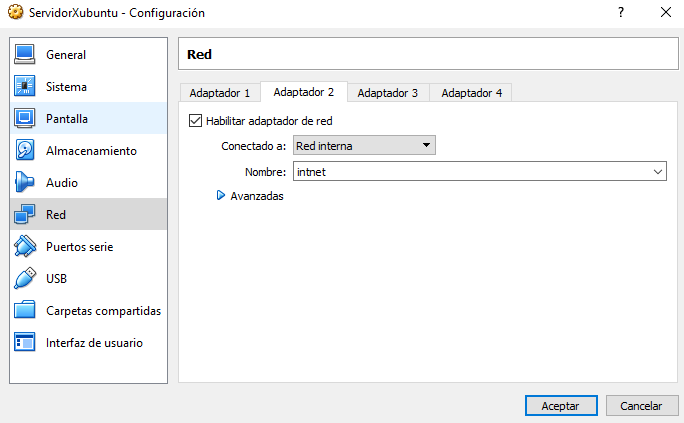 ServidorXubuntu - Configuración
?
General
Sistema
Pantalla
Almacenamiento
Audio
Red
Puertos serie
USB
Carpetas compartidas
Interfaz de usuario
Red
Adaptador 1 Adaptador 2 Adaptador 3 Adaptador 4
Habilitar adaptador de red
Conectado a: Red interna
Nombre: intnet
Avanzadas
Aceptar Cancelar